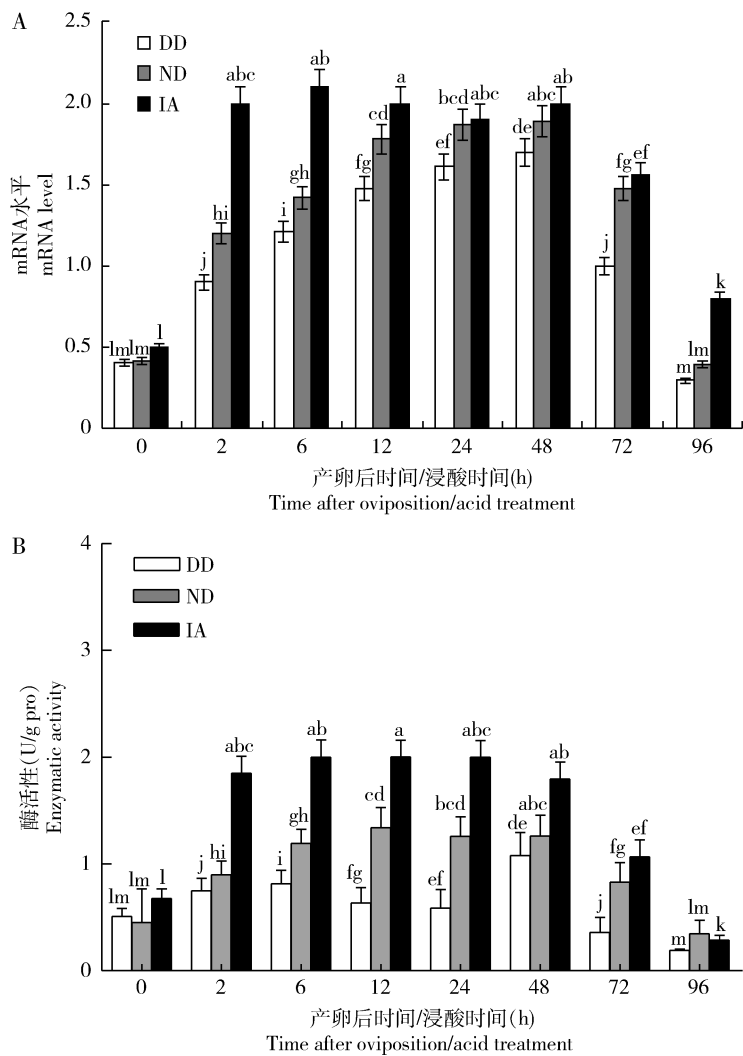 A
2.5
2.0
1.5
1.0
0.5
0
mRNA水平
mRNA level
DD
ND
IA
lm lm l
j hi abc
i gh ab
fg cd a
ef bcd abc
de abc ab
j fg ef
m lm k
0 2 6 12 24 48 72 96
产卵后时间/浸酸时间(h)
Time after oviposition/acid treatment
B
4
3
2
1
0
酶活性(U/g pro)
Enzymatic activity
DD
ND
IA
lm lm l
j hi abc
i gh ab
fg cd a
ef bcd abc
de abc ab
j fg ef
m lm k
0 2 6 12 24 48 72 96
产卵后时间/浸酸时间(h)
Time after oviposition/acid treatment